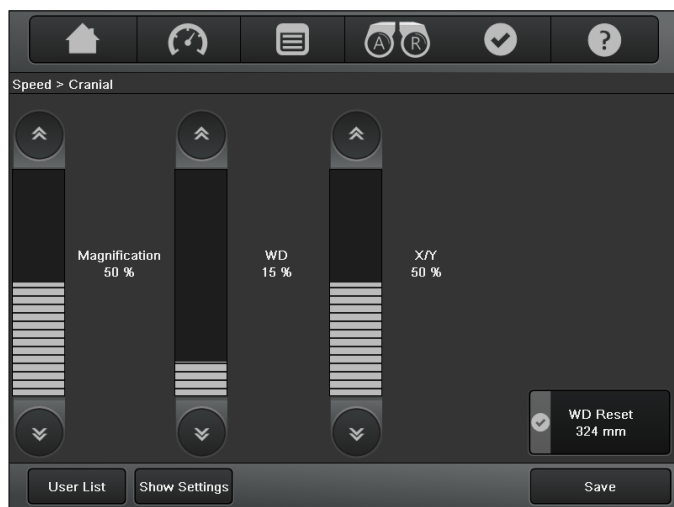 A R ?
Speed > Cranial
Magnification
50 %
WD
15 %
X/Y
50 %
WD Reset
324 mm
User List
Show Settings
Save